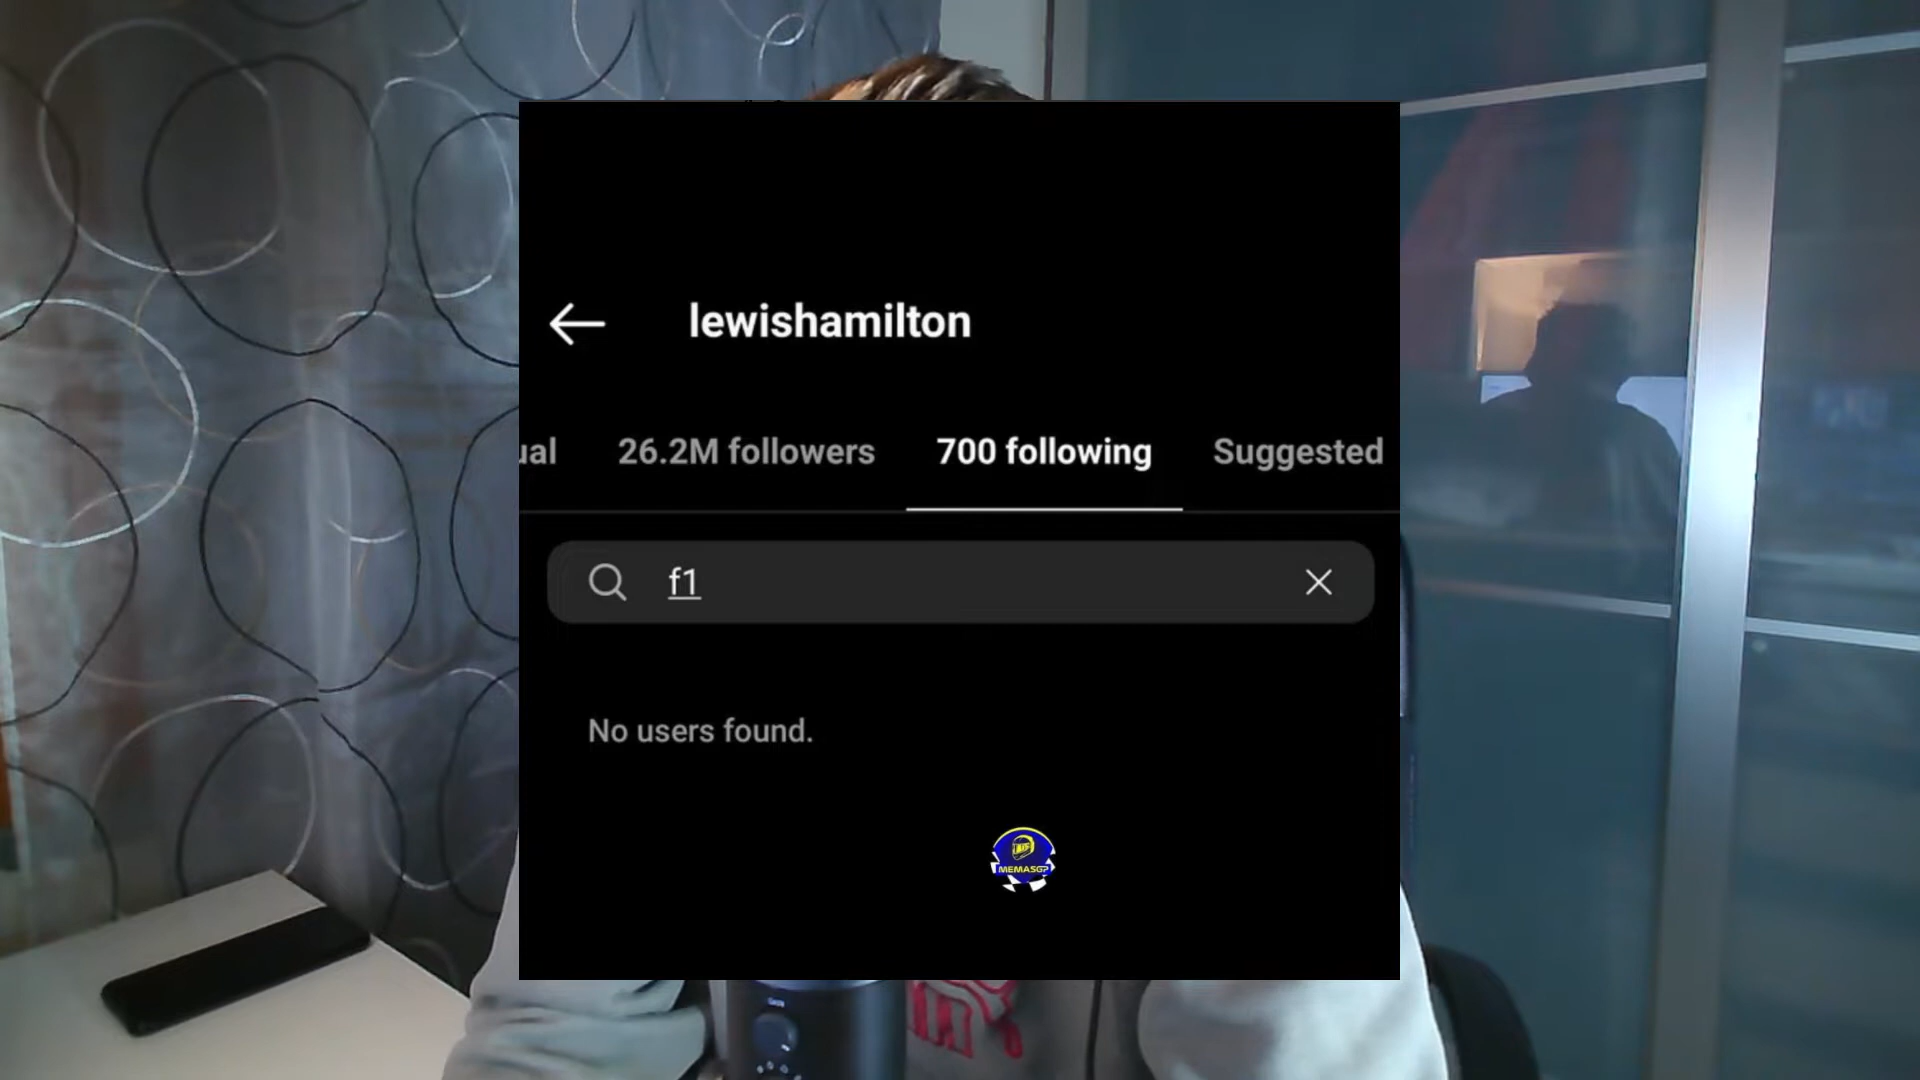 lewishamilton
ual 26.2M followers 700 following Suggested
f1
No users found.
MEMASGP